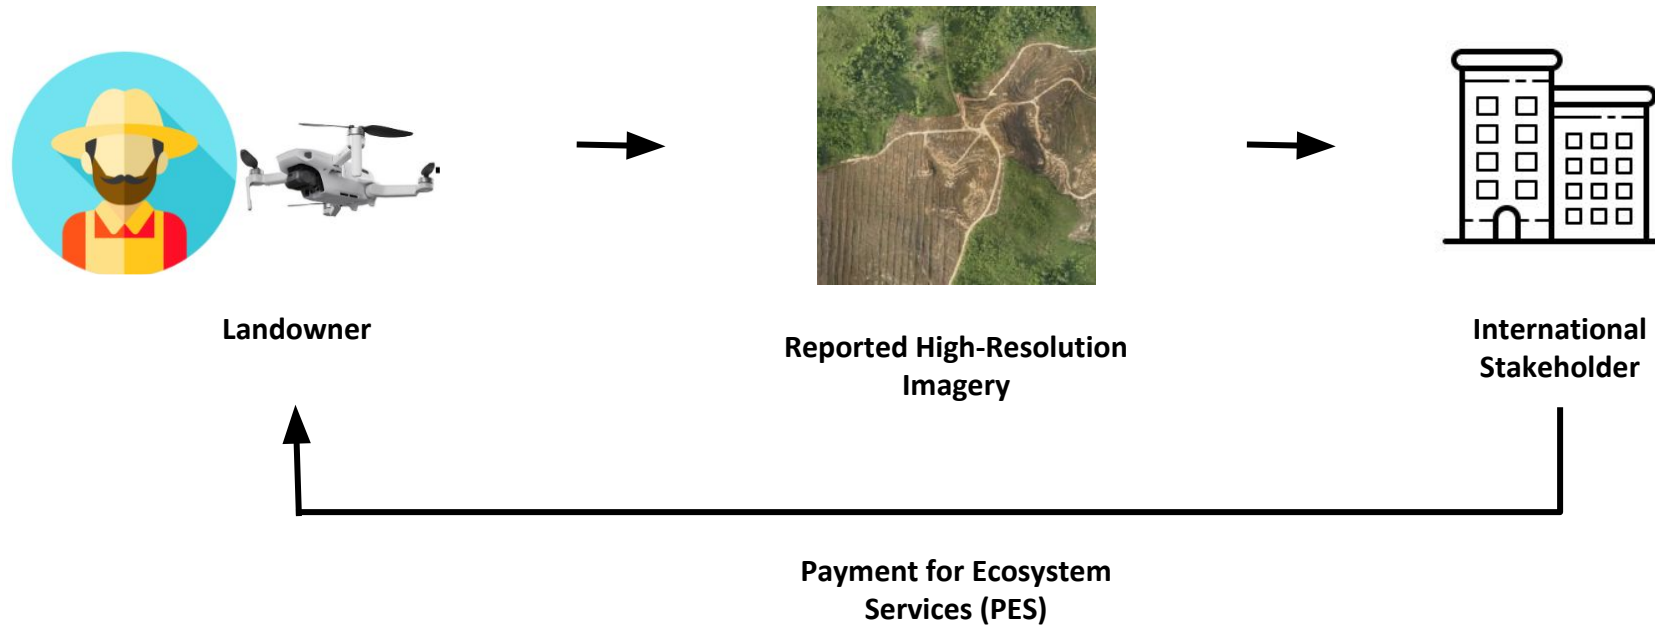 Landowner
Reported High-Resolution
Imagery
International
Stakeholder
Payment for Ecosystem
Services (PES)